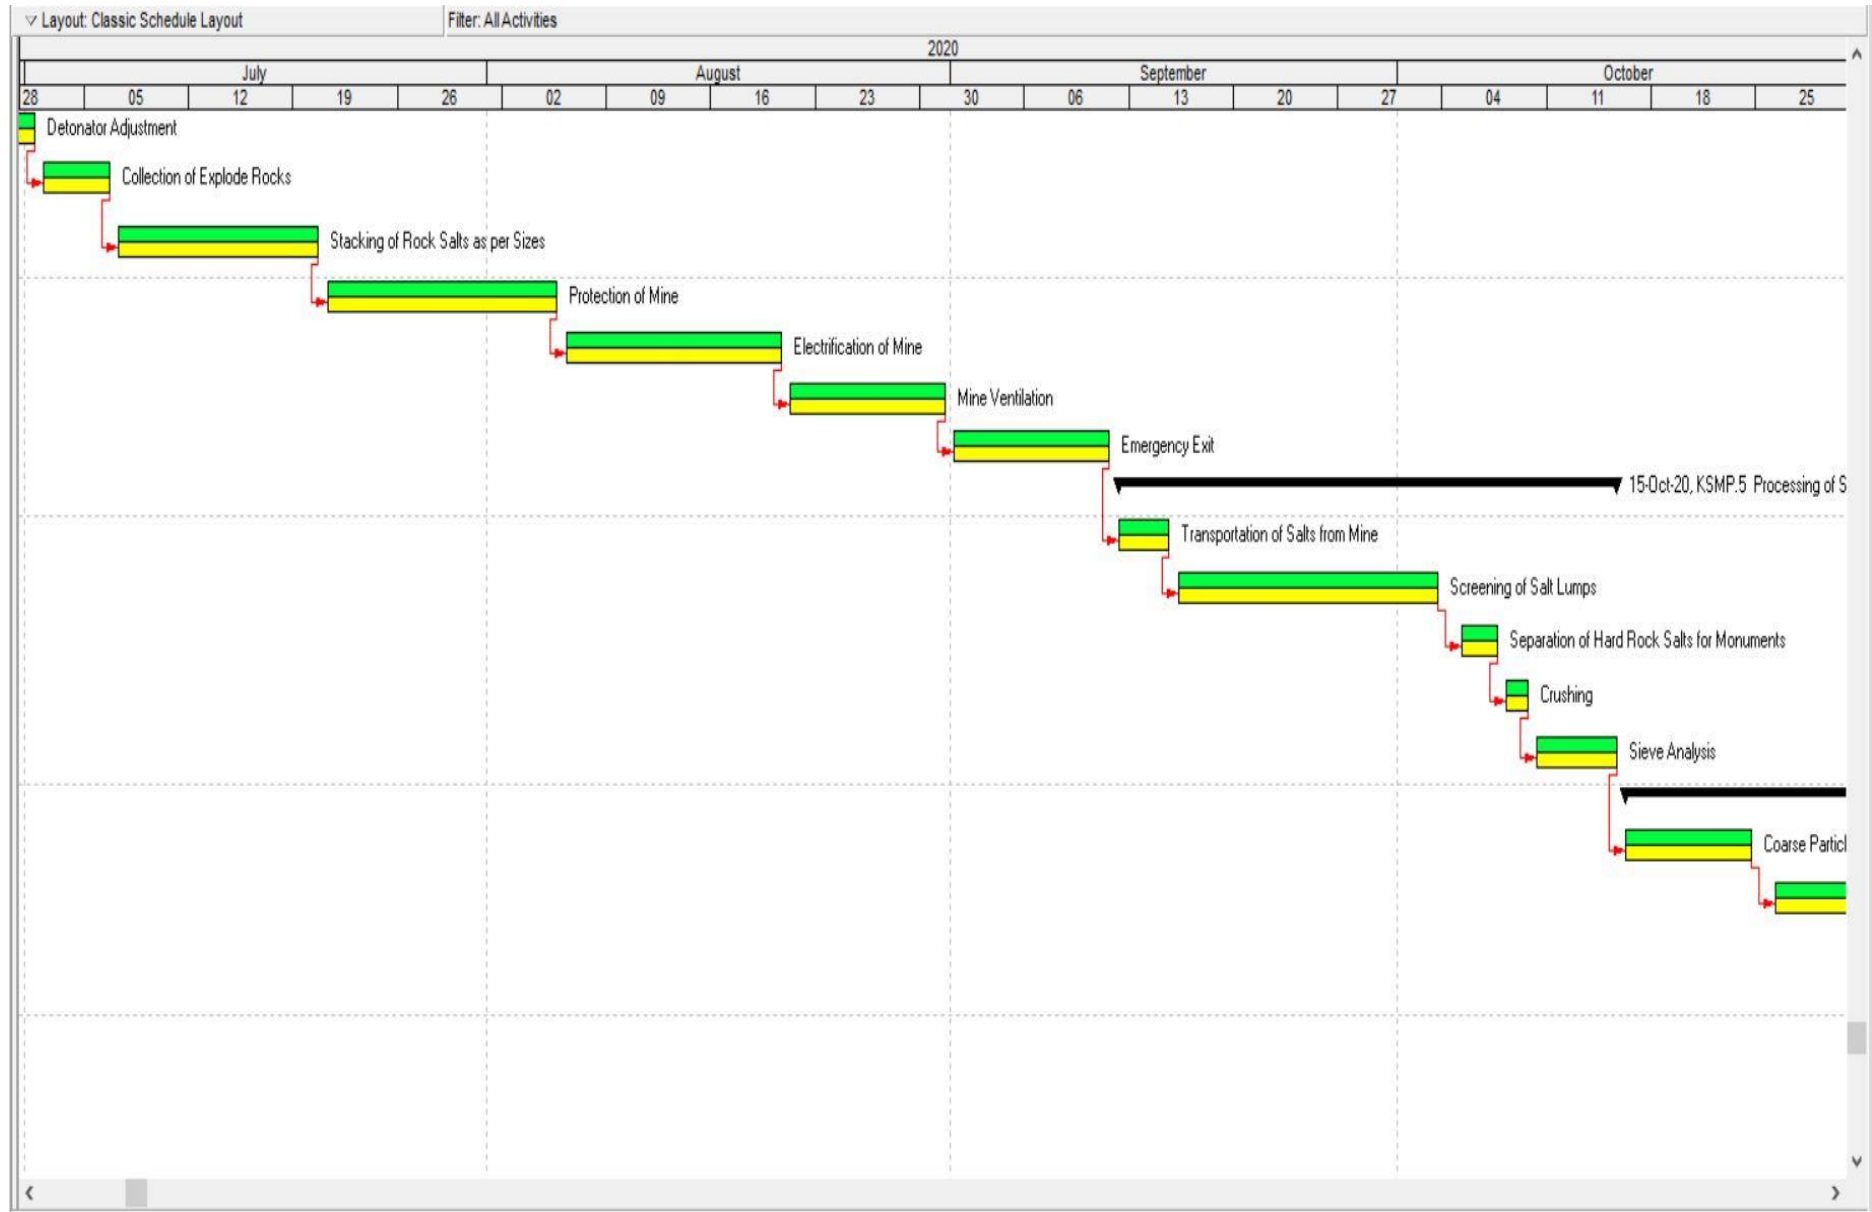 Layout: Classic Schedule Layout Filter: All Activities
2020
July August September October
28 05 12 19 26 02 09 16 23 30 06 13 20 27 04 11 18 25
Detonator Adjustment
Collection of Explode Rocks
Stacking of Rock Salts as per Sizes
Protection of Mine
Electrification of Mine
Mine Ventilation
Emergency Exit
15-Oct-20, KSMP.5 Processing of S
Transportation of Salts from Mine
Screening of Salt Lumps
Separation of Hard Rock Salts for Monuments
Crushing
Sieve Analysis
Coarse Particl